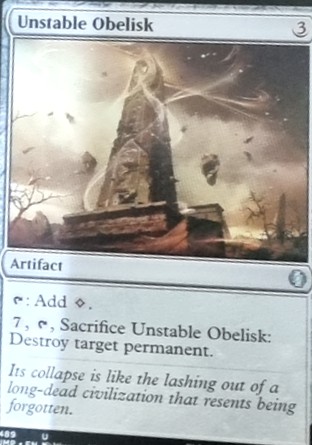 Unstable Obelisk 3
Artifact
: Add .
7, , Sacrifice Unstable Obelisk:
Destroy target permanent.
Its collapse is like the lashing out of a
long-dead civilization that resents being
forgotten.
489 U
EN